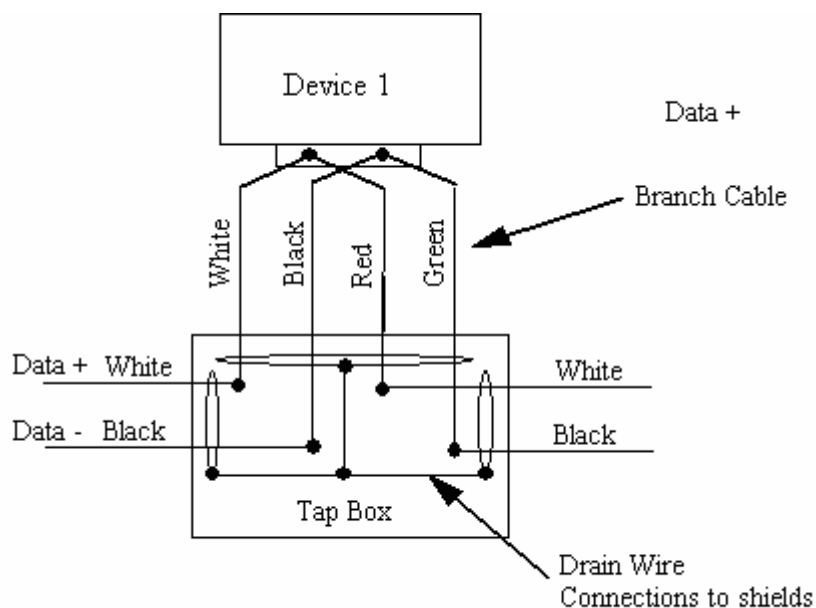 Device 1
Data +
Branch Cable
White
Black
Red
Green
Data + White
White
Data - Black
Black
Tap Box
Drain Wire
Connections to shields